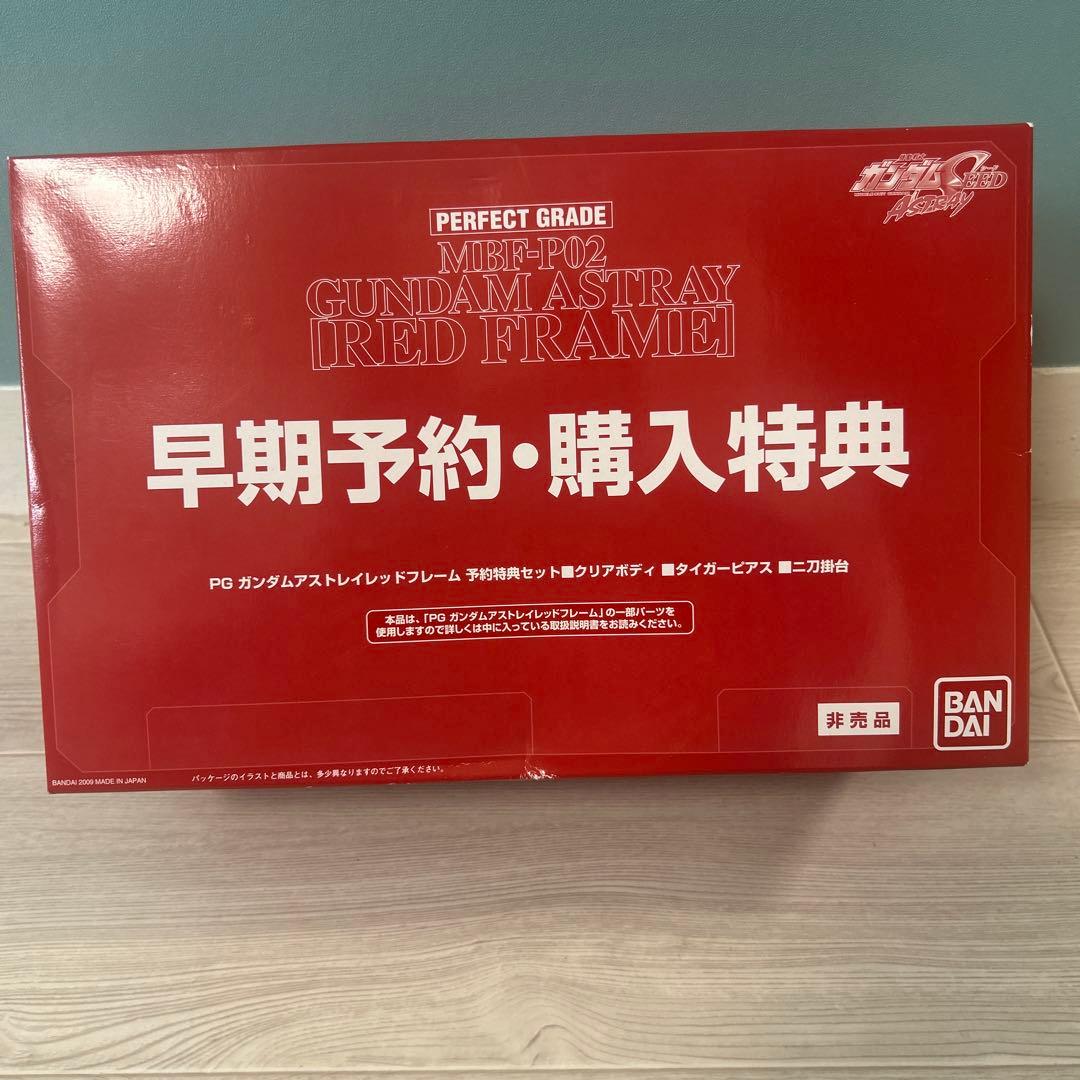 ガンダムSEED
ASTRAY
PERFECT GRADE
MBF-P02
GUNDAM ASTRAY
[RED FRAME]
早期予約・購入特典
PG ガンダムアストレイレッドフレーム 予約特典セット■クリアボディ ■タイガーピアス ■二刀掛台
本品は、「PG ガンダムアストレイレッドフレーム」の一部パーツを
使用しますので詳しくは中に入っている取扱説明書をお読みください。
非売品
BAN
DAI
BANDAI 2009 MADE IN JAPAN
パッケージのイラストと商品とは、多少異なりますのでご了承ください。